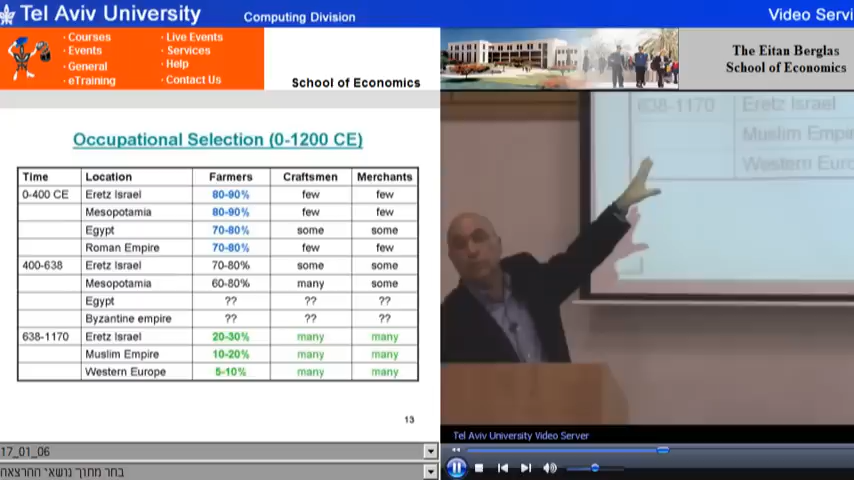 Tel Aviv University Computing Division Video Servi
· Courses · Live Events
· Events · Services
· General · Help
· eTraining · Contact Us
School of Economics
The Eitan Berglas
School of Economics
Occupational Selection (0-1200 CE)
Time Location Farmers Craftsmen Merchants
0-400 CE Eretz Israel 80-90% few few
Mesopotamia 80-90% few few
Egypt 70-80% some some
Roman Empire 70-80% few few
400-638 Eretz Israel 70-80% some some
Mesopotamia 60-80% many some
Egypt ?? ?? ??
Byzantine empire ?? ?? ??
638-1170 Eretz Israel 20-30% many many
Muslim Empire 10-20% many many
Western Europe 5-10% many many
13
638-1170 Eretz Israel
Muslim Empire
Western Euro
Tel Aviv University Video Server
17_01_06
בחר מתוך נושאי ההרצאה